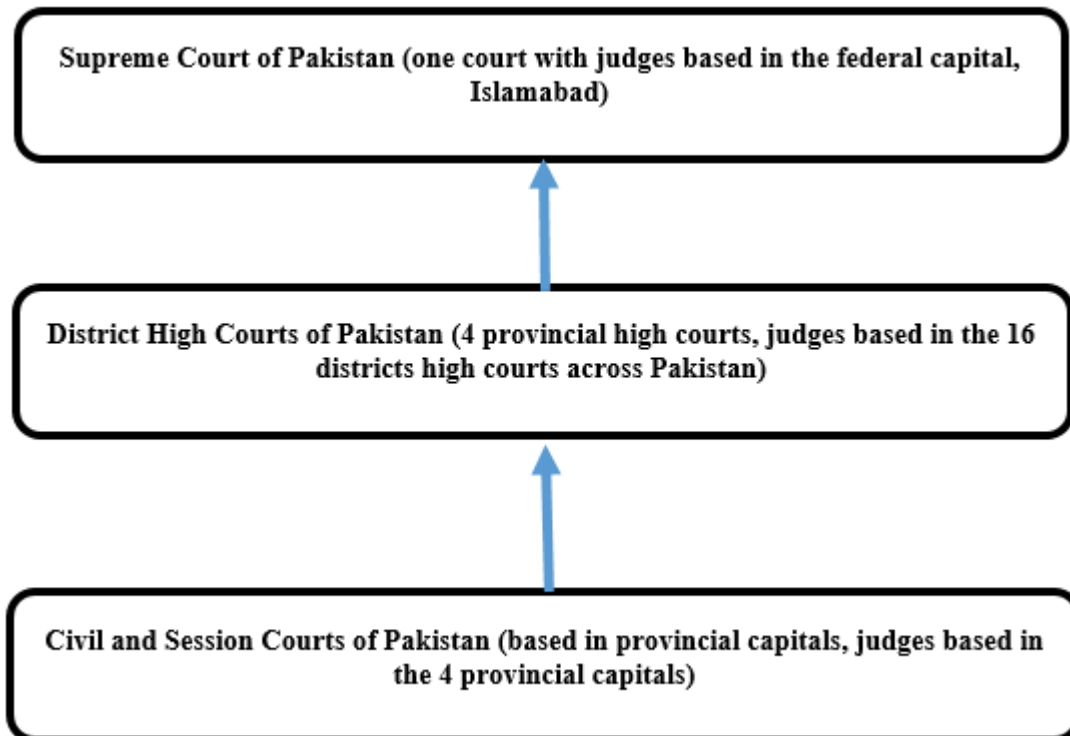 Supreme Court of Pakistan (one court with judges based in the federal capital,
Islamabad)
District High Courts of Pakistan (4 provincial high courts, judges based in the 16
districts high courts across Pakistan)
Civil and Session Courts of Pakistan (based in provincial capitals, judges based in
the 4 provincial capitals)